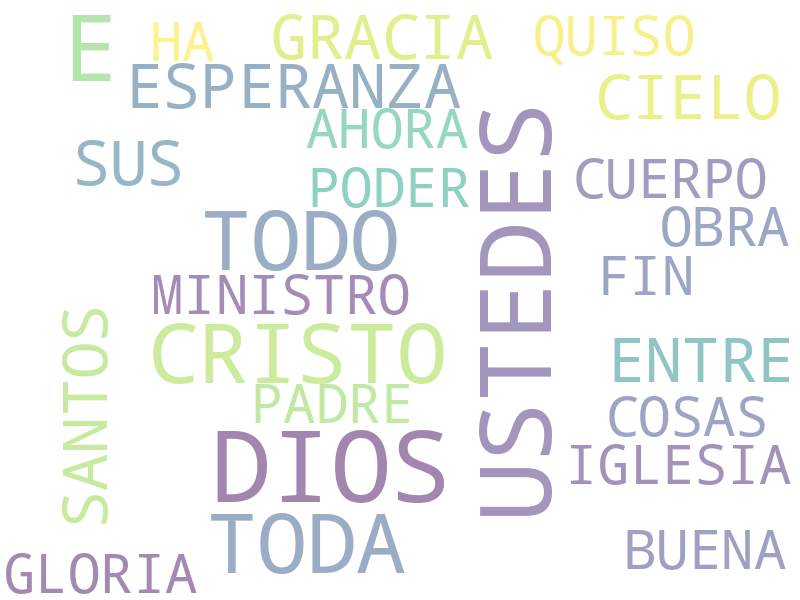 E
HA
GRACIA
QUISO
ESPERANZA
CIELO
AHORA
SUS
PODER
USTEDES
CUERPO
TODO
OBRA
MINISTRO
FIN
SANTOS
CRISTO
ENTRE
PADRE
COSAS
DIOS
IGLESIA
TODA
BUENA
GLORIA